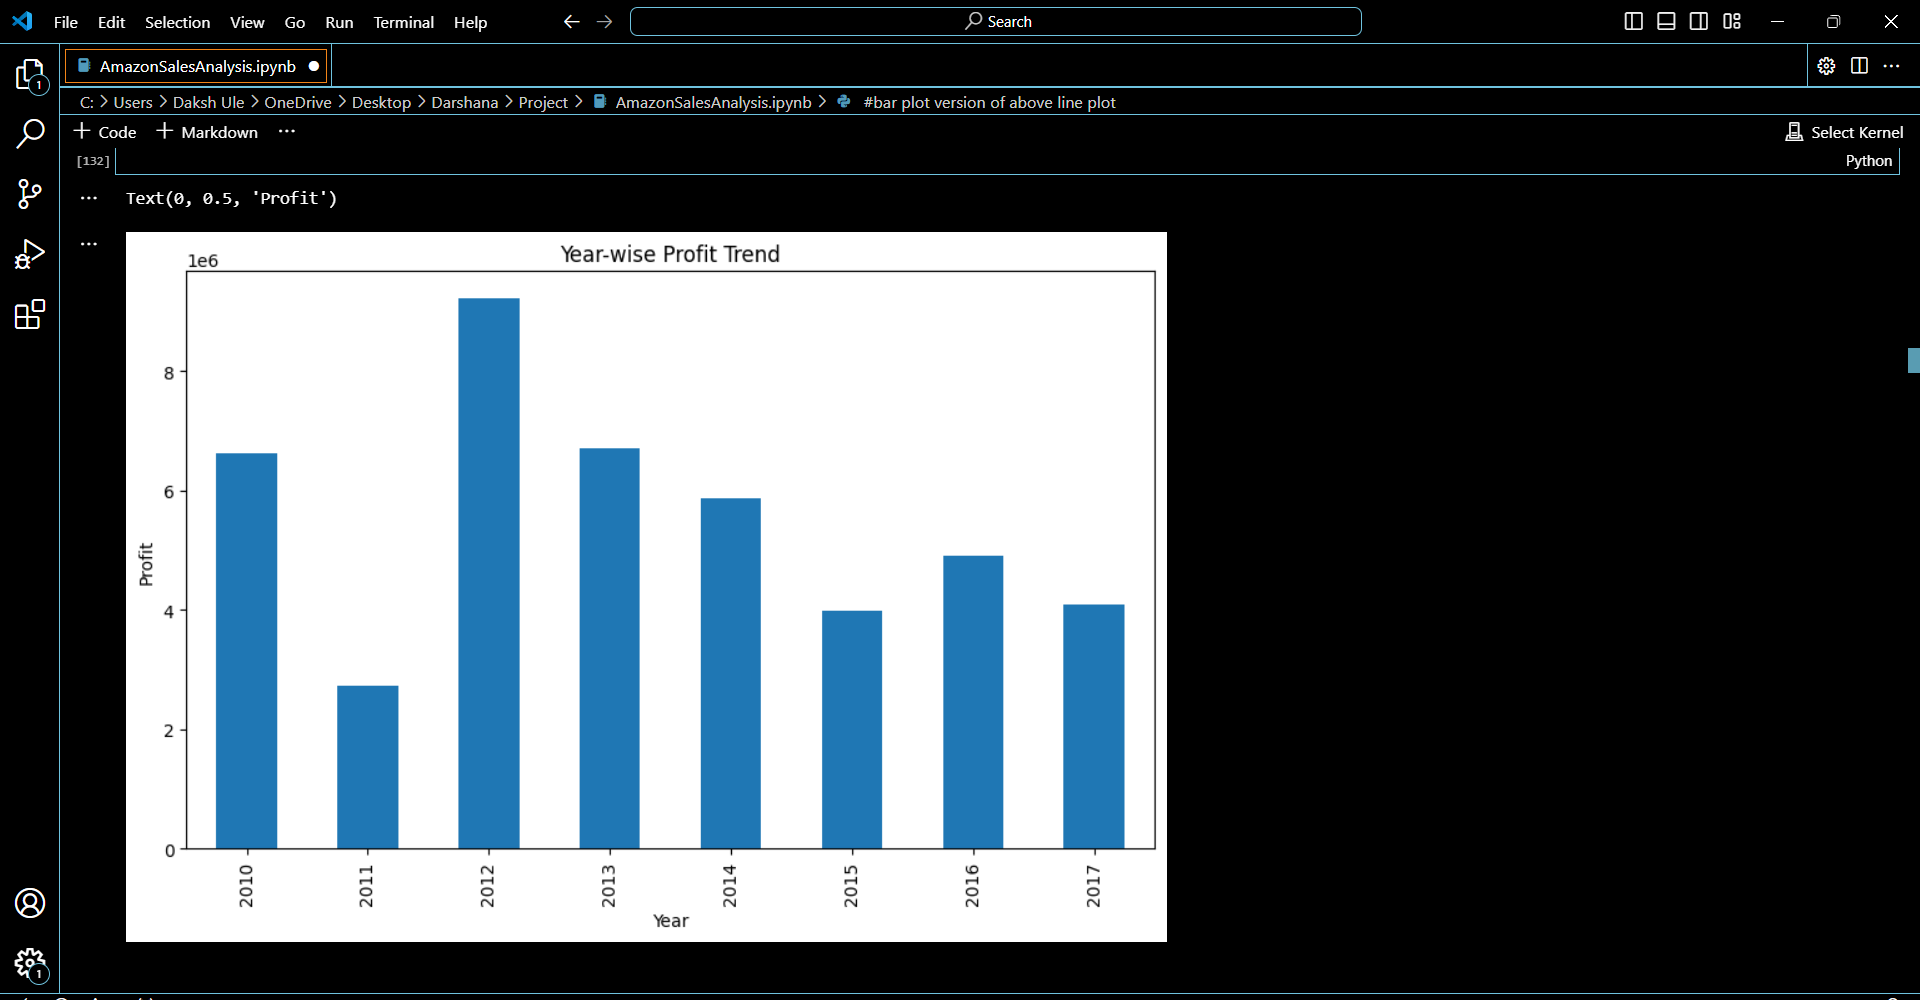 File Edit Selection View Go Run Terminal Help Search
AmazonSalesAnalysis.ipynb
C: > Users > Daksh Ule > OneDrive > Desktop > Darshana > Project > AmazonSalesAnalysis.ipynb > #bar plot version of above line plot
+ Code + Markdown ... Select Kernel
[132] Python
... Text(0, 0.5, 'Profit')
...
Year-wise Profit Trend
1e6
8
6
4
2
0
Profit
2010 2011 2012 2013 2014 2015 2016 2017
Year
1
1